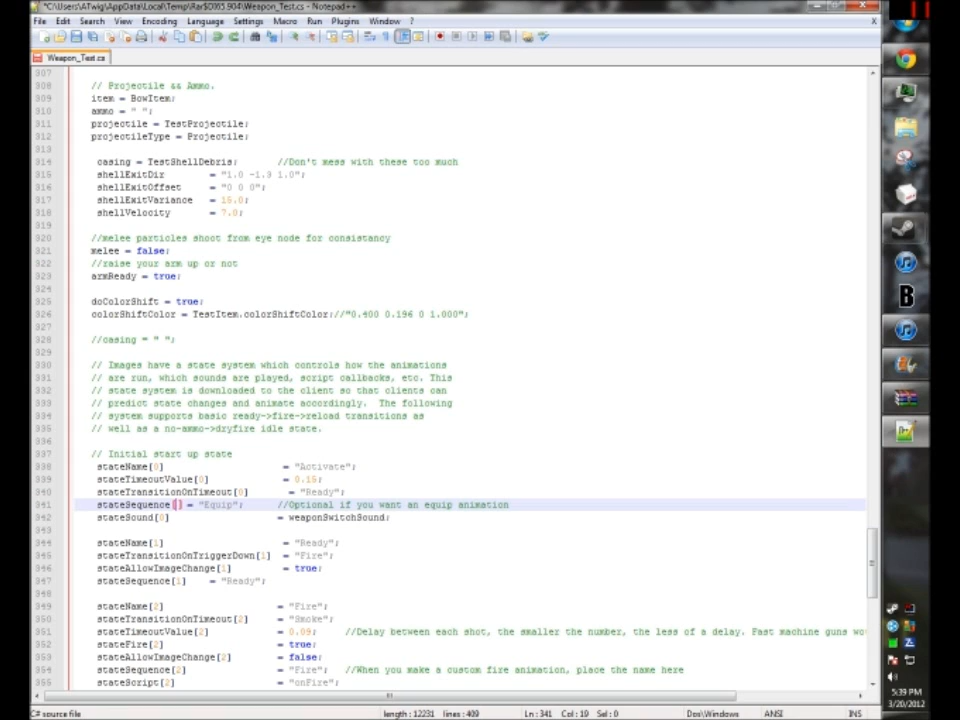 *C:\Users\ATwig\AppData\Local\Temp\Rar$DI65.904\Weapon_Test.cs - Notepad++
File Edit Search View Encoding Language Settings Macro Run Plugins Window ? X
Weapon_Test.cs
307
308 // Projectile && Ammo.
309 item = BowItem;
310 ammo = " ";
311 projectile = TestProjectile;
312 projectileType = Projectile;
313
314 casing = TestShellDebris; //Don't mess with these too much
315 shellExitDir = "1.0 -1.3 1.0";
316 shellExitOffset = "0 0 0";
317 shellExitVariance = 15.0;
318 shellVelocity = 7.0;
319
320 //melee particles shoot from eye node for consistancy
321 melee = false;
322 //raise your arm up or not
323 armReady = true;
324
325 doColorShift = true;
326 colorShiftColor = TestItem.colorShiftColor;//"0.400 0.196 0 1.000";
327
328 //casing = " ";
329
330 // Images have a state system which controls how the animations
331 // are run, which sounds are played, script callbacks, etc. This
332 // state system is downloaded to the client so that clients can
333 // predict state changes and animate accordingly. The following
334 // system supports basic ready->fire->reload transitions as
335 // well as a no-ammo->dryfire idle state.
336
337 // Initial start up state
338 stateName[0] = "Activate";
339 stateTimeoutValue[0] = 0.15;
340 stateTransitionOnTimeout[0] = "Ready";
341 stateSequence[] = "Equip"; //Optional if you want an equip animation
342 stateSound[0] = weaponSwitchSound;
343
344 stateName[1] = "Ready";
345 stateTransitionOnTriggerDown[1] = "Fire";
346 stateAllowImageChange[1] = true;
347 stateSequence[1] = "Ready";
348
349 stateName[2] = "Fire";
350 stateTransitionOnTimeout[2] = "Smoke";
351 stateTimeoutValue[2] = 0.09; //Delay between each shot, the smaller the number, the less of a delay. Fast machine guns wo
352 stateFire[2] = true;
353 stateAllowImageChange[2] = false;
354 stateSequence[2] = "Fire"; //When you make a custom fire animation, place the name here
355 stateScript[2] = "onFire";
C# source file length : 12231 lines : 409 Ln : 341 Col : 19 Sel : 0 Dos\Windows ANSI INS
B
5:39 PM
3/20/2012